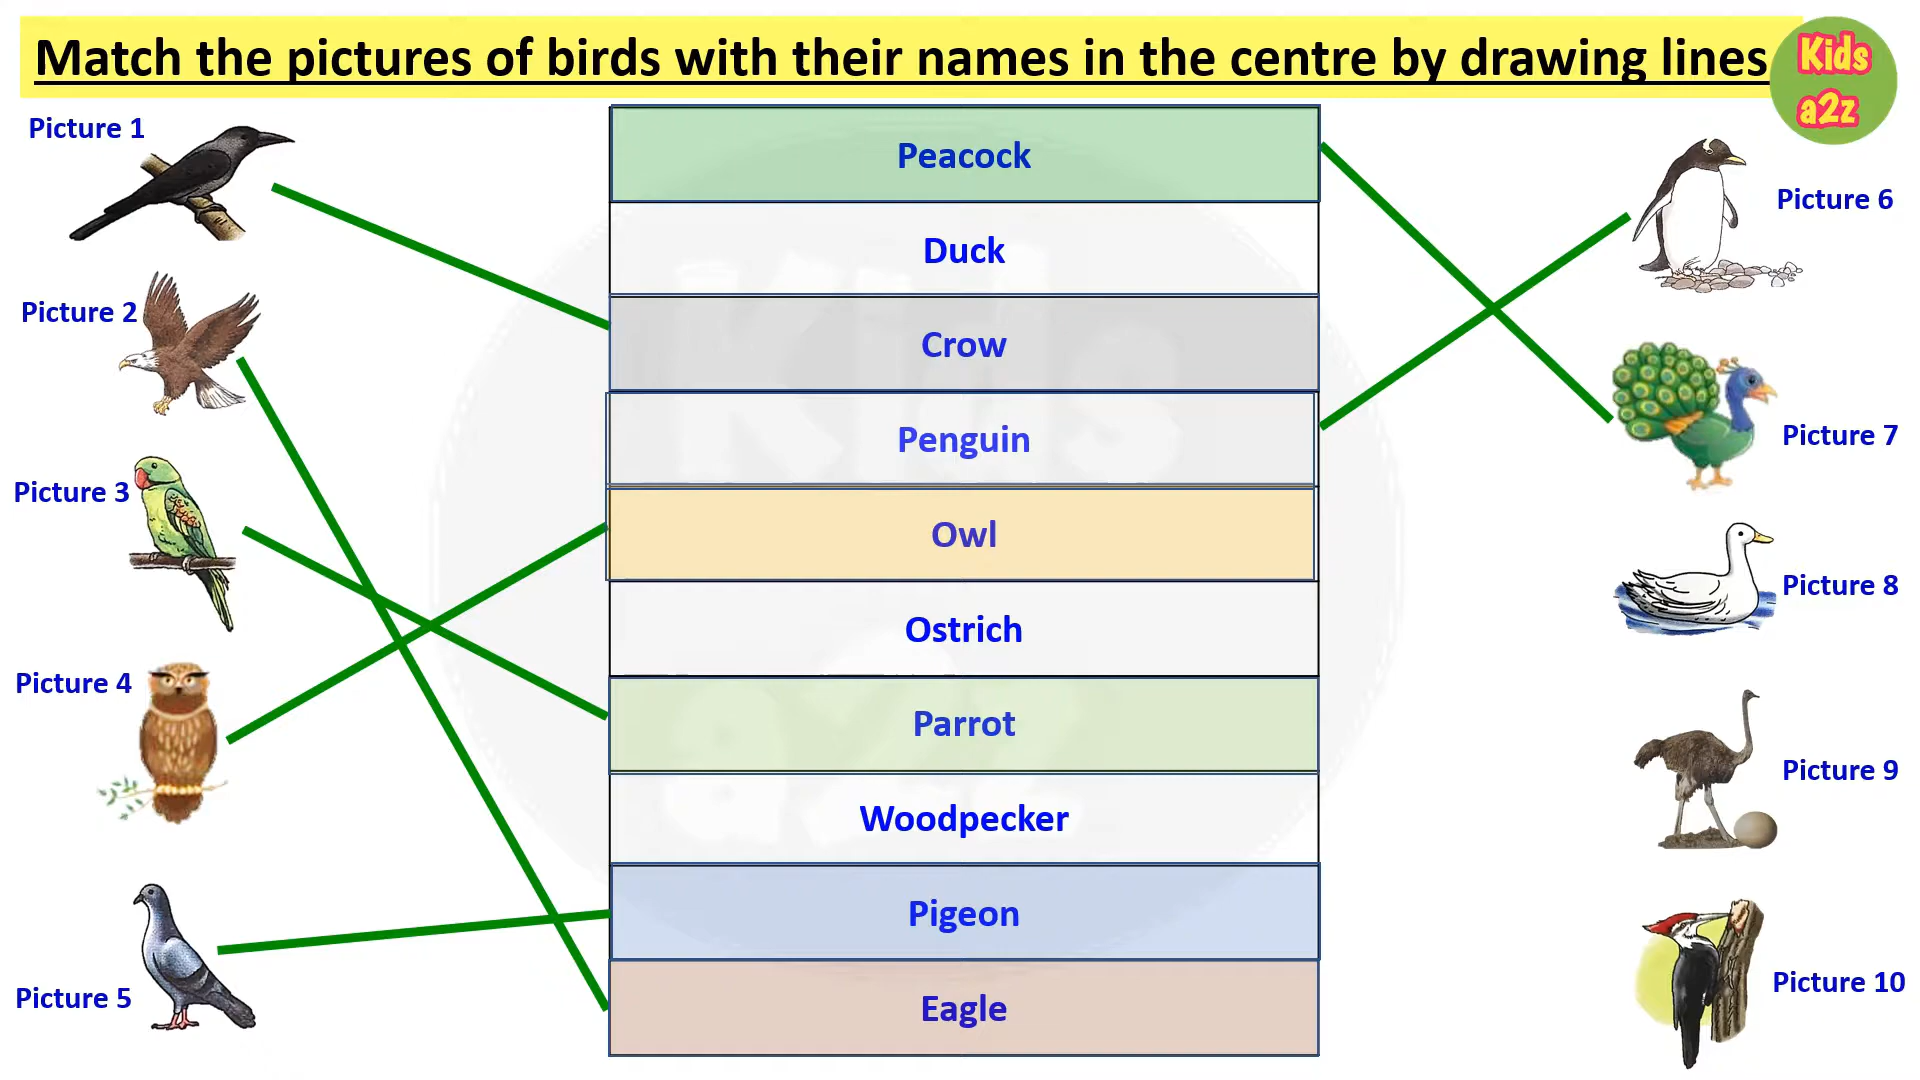 Match the pictures of birds with their names in the centre by drawing lines
Kids
a2z
Picture 1
Picture 2
Picture 3
Picture 4
Picture 5
Peacock
Duck
Crow
Penguin
Owl
Ostrich
Parrot
Woodpecker
Pigeon
Eagle
Picture 6
Picture 7
Picture 8
Picture 9
Picture 10
Kids
a2z